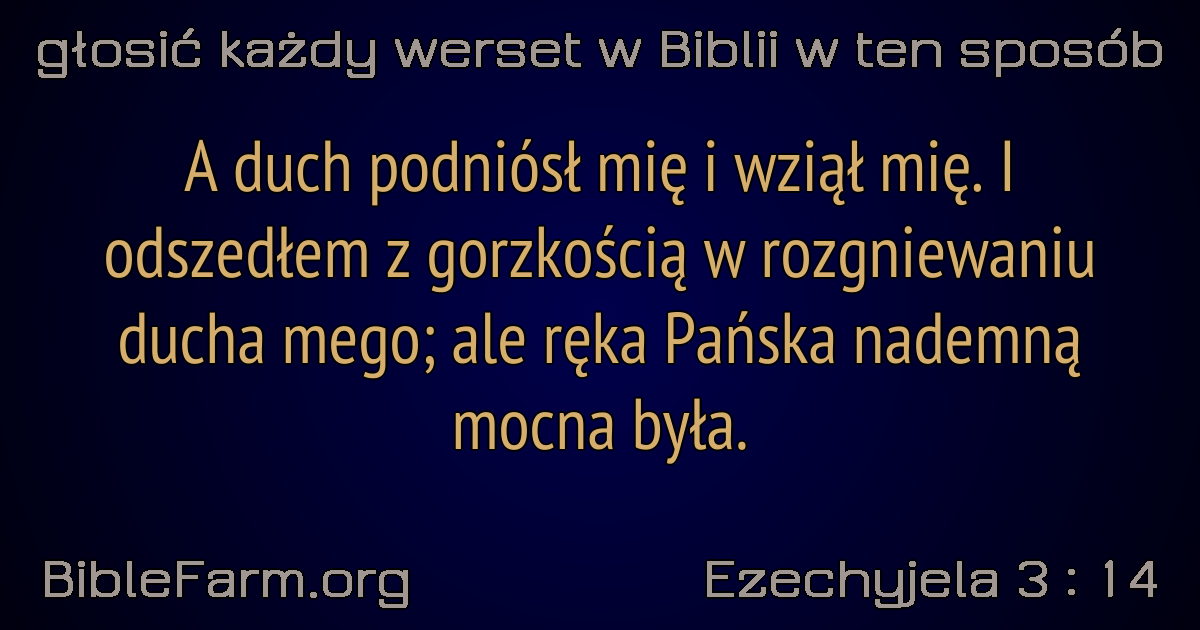 głosić każdy werset w Biblii w ten sposób
A duch podniósł mię i wziął mię. I
odszedłem z gorzkością w rozgniewaniu
ducha mego; ale ręka Pańska nademną
mocna była.
BibleFarm.org
Ezechyjela 3 : 14